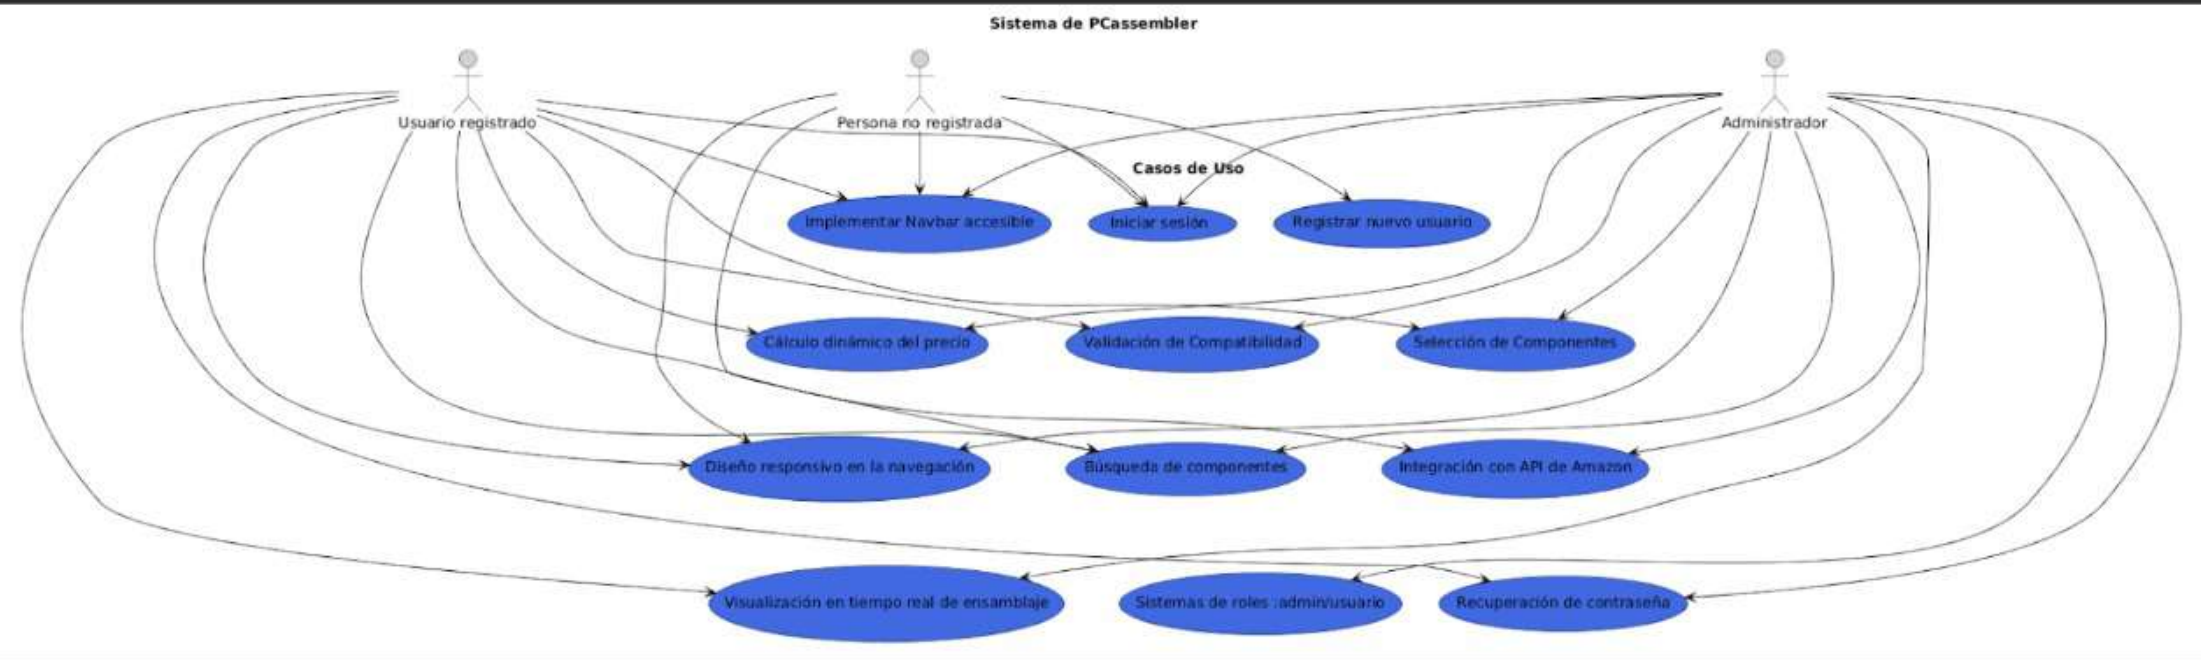 Sistema de PCassembler
Usuario registrado
Persona no registrada
Administrador
Casos de Uso
Implementar Navbar accesible
Iniciar sesión
Registrar nuevo usuario
Cálculo dinámico del precio
Validación de Compatibilidad
Selección de Componentes
Diseño responsivo en la navegación
Búsqueda de componentes
Integración con API de Amazon
Visualización en tiempo real de ensamblaje
Sistemas de roles :admin/usuario
Recuperación de contraseña